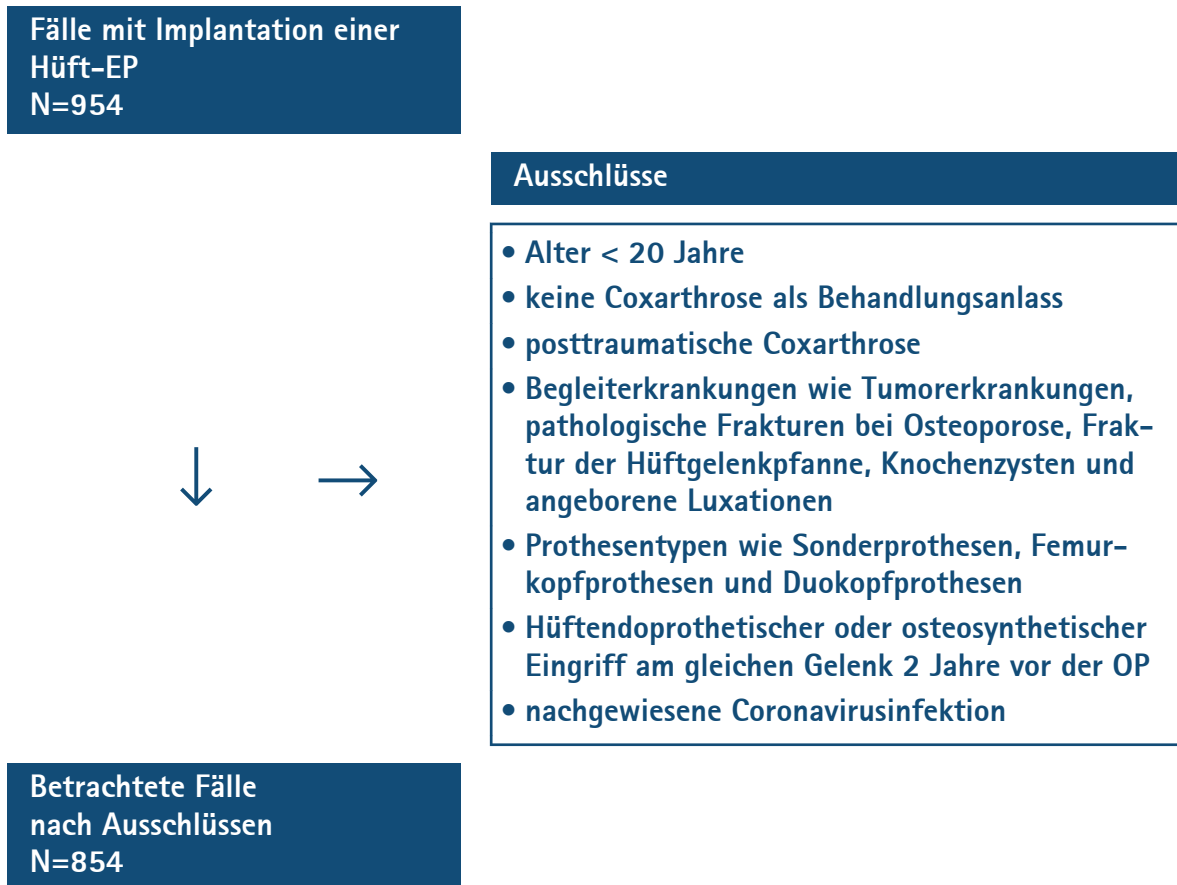 Fälle mit Implantation einer
Hüft-EP
N=954
Ausschlüsse
• Alter < 20 Jahre
• keine Coxarthrose als Behandlungsanlass
• posttraumatische Coxarthrose
• Begleiterkrankungen wie Tumorerkrankungen,
pathologische Frakturen bei Osteoporose, Frak-
tur der Hüftgelenkpfanne, Knochenzysten und
angeborene Luxationen
• Prothesentypen wie Sonderprothesen, Femur-
kopfprothesen und Duokopfprothesen
• Hüftendoprothetischer oder osteosynthetischer
Eingriff am gleichen Gelenk 2 Jahre vor der OP
• nachgewiesene Coronavirusinfektion
Betrachtete Fälle
nach Ausschlüssen
N=854